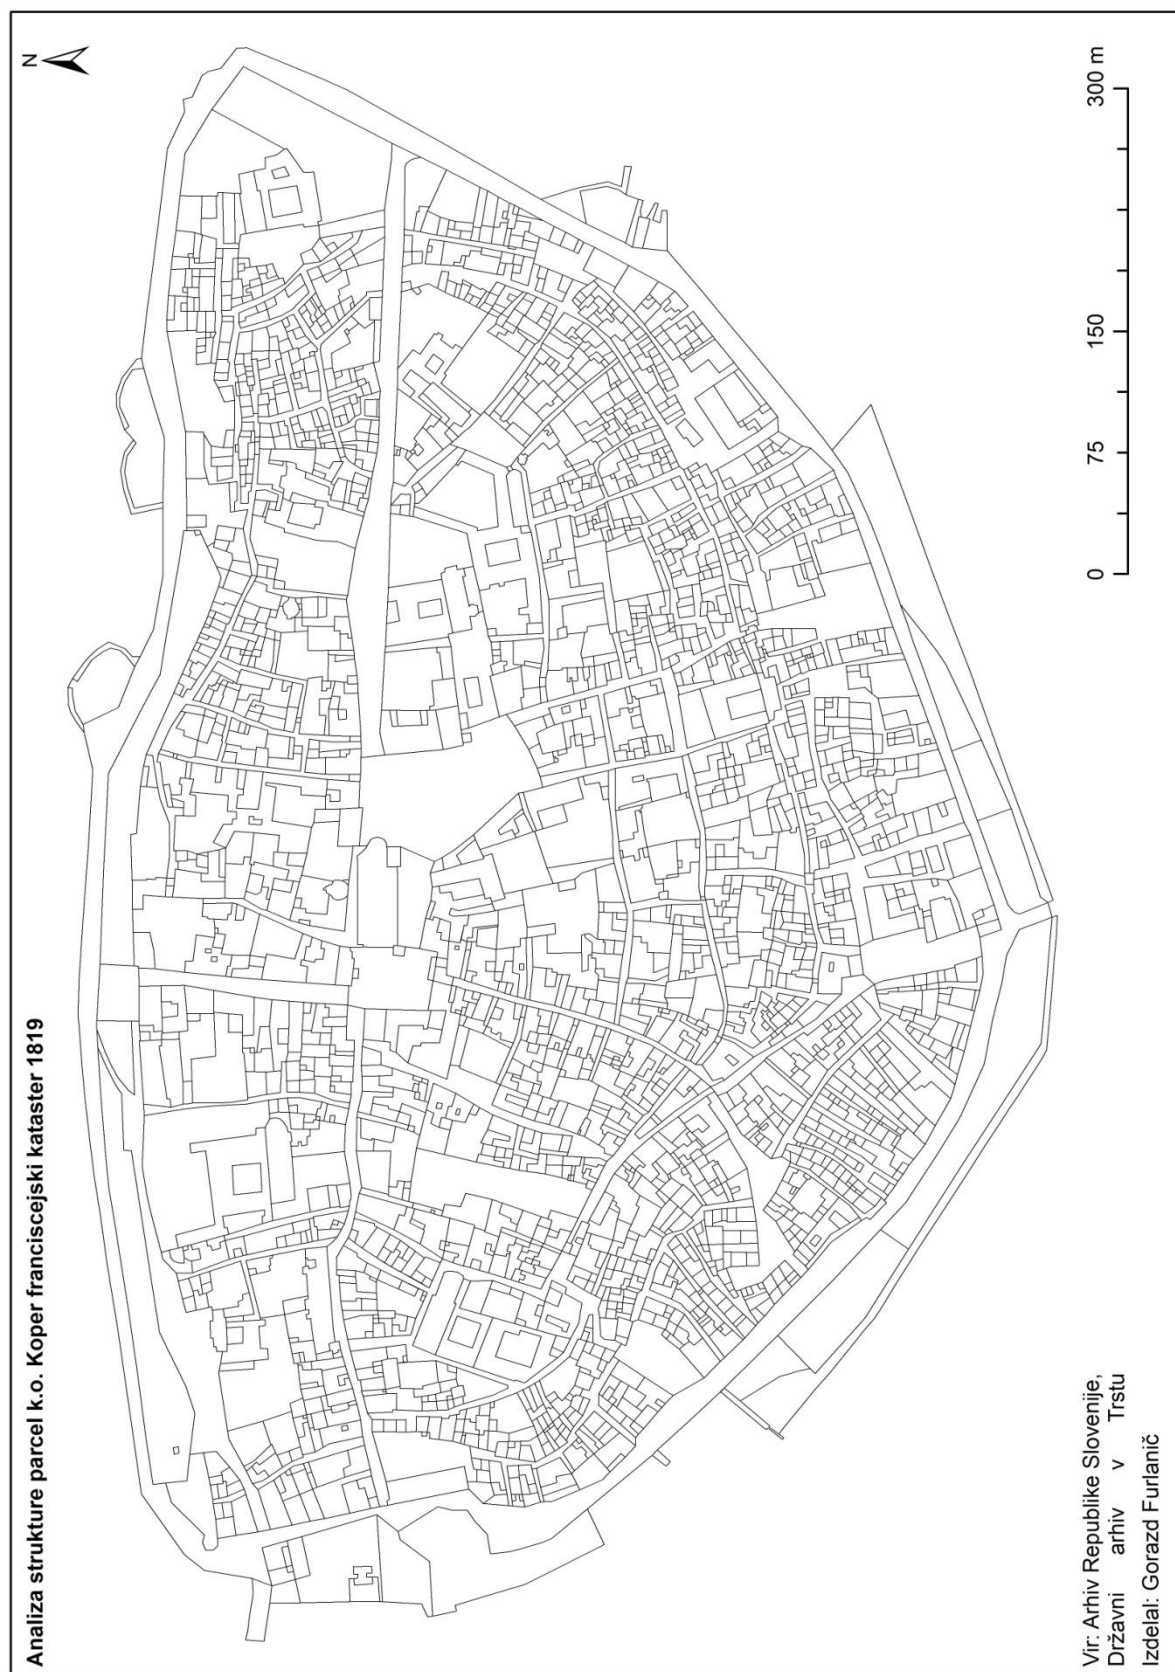 Analiza strukture parcel k.o. Koper franciscejski kataster 1819
N
Vir: Arhiv Republike Slovenije,
Državni arhiv v Trstu
Izdelal: Gorazd Furlanič
0 75 150 300 m